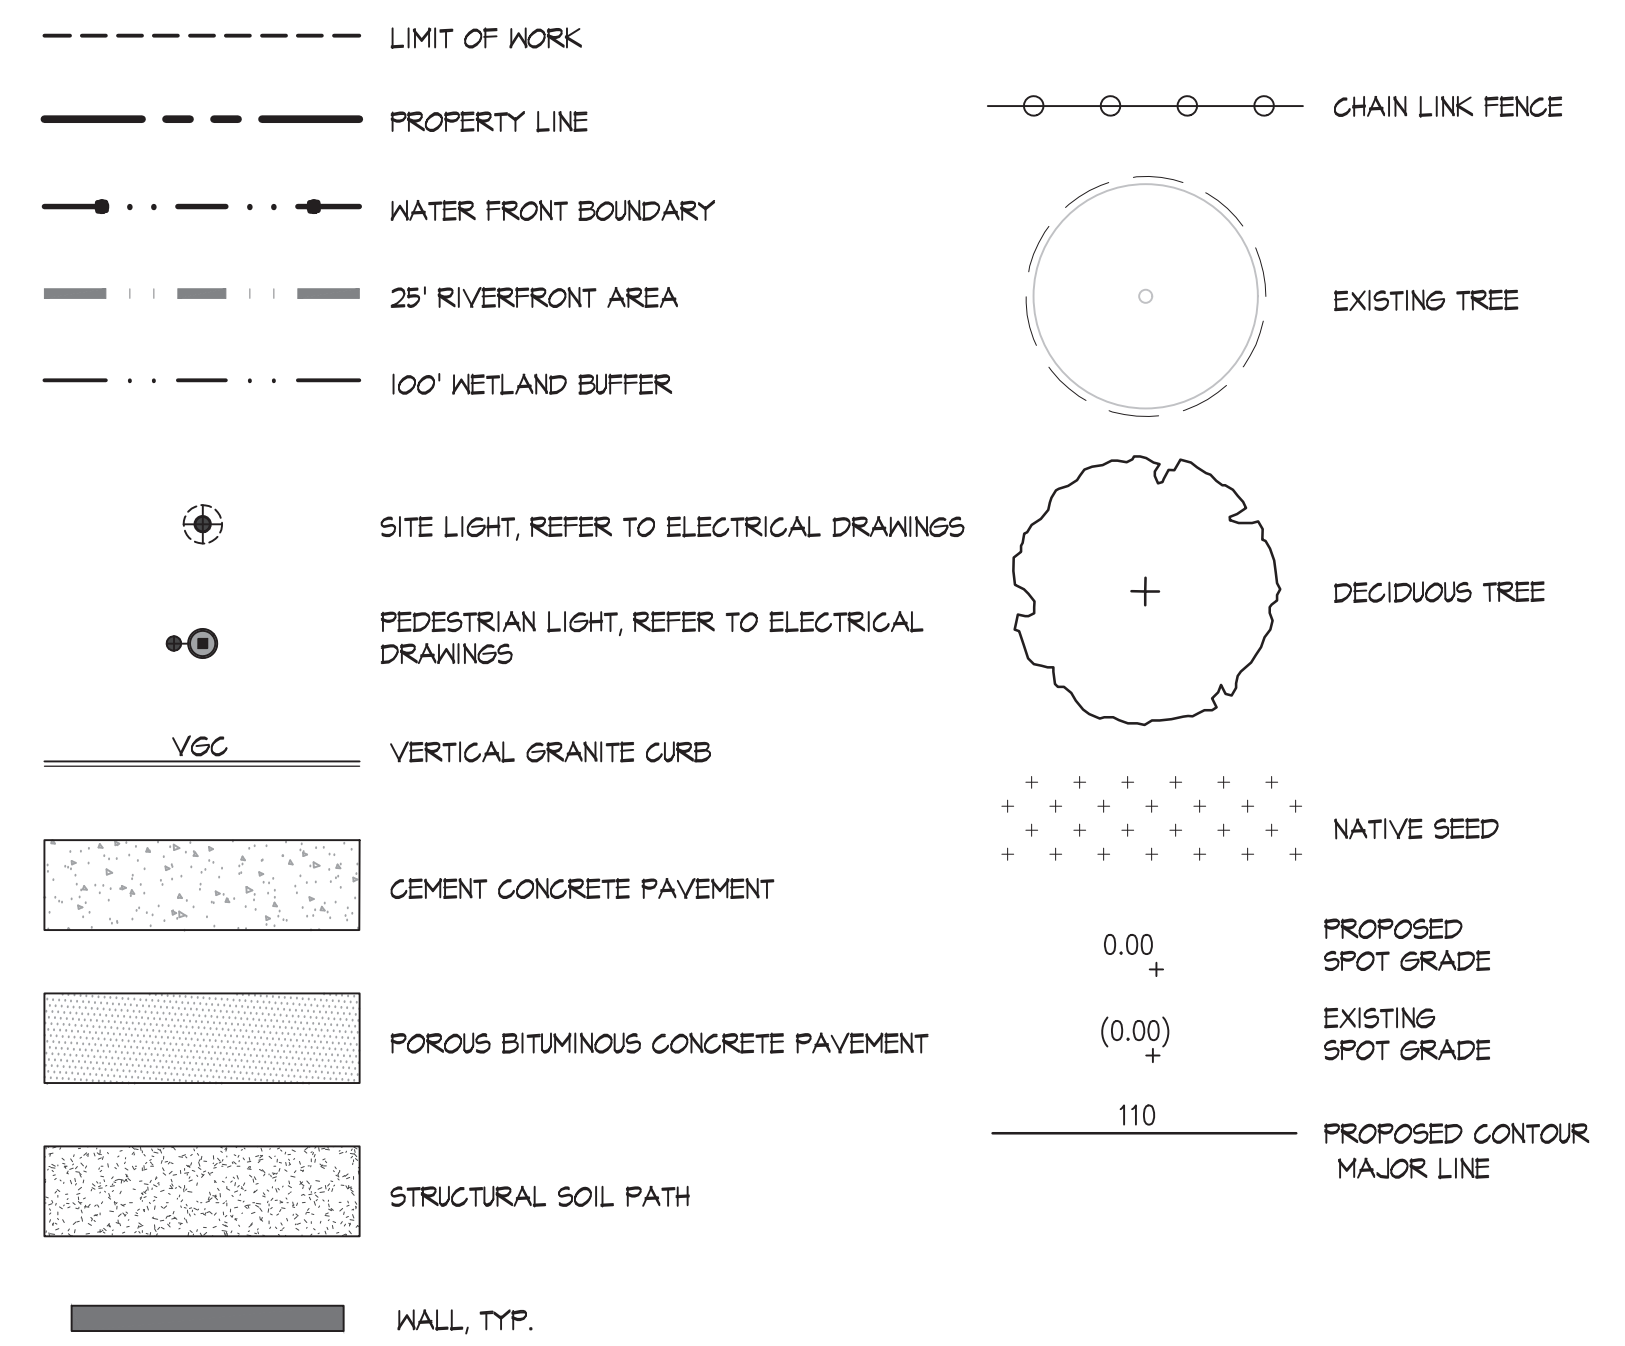 LIMIT OF WORK
PROPERTY LINE
WATER FRONT BOUNDARY
25' RIVERFRONT AREA
100' WETLAND BUFFER
SITE LIGHT, REFER TO ELECTRICAL DRAWINGS
PEDESTRIAN LIGHT, REFER TO ELECTRICAL
DRAWINGS
VGC
VERTICAL GRANITE CURB
CEMENT CONCRETE PAVEMENT
POROUS BITUMINOUS CONCRETE PAVEMENT
STRUCTURAL SOIL PATH
WALL, TYP.
CHAIN LINK FENCE
EXISTING TREE
DECIDUOUS TREE
NATIVE SEED
0.00
PROPOSED
SPOT GRADE
(0.00)
EXISTING
SPOT GRADE
110
PROPOSED CONTOUR
MAJOR LINE